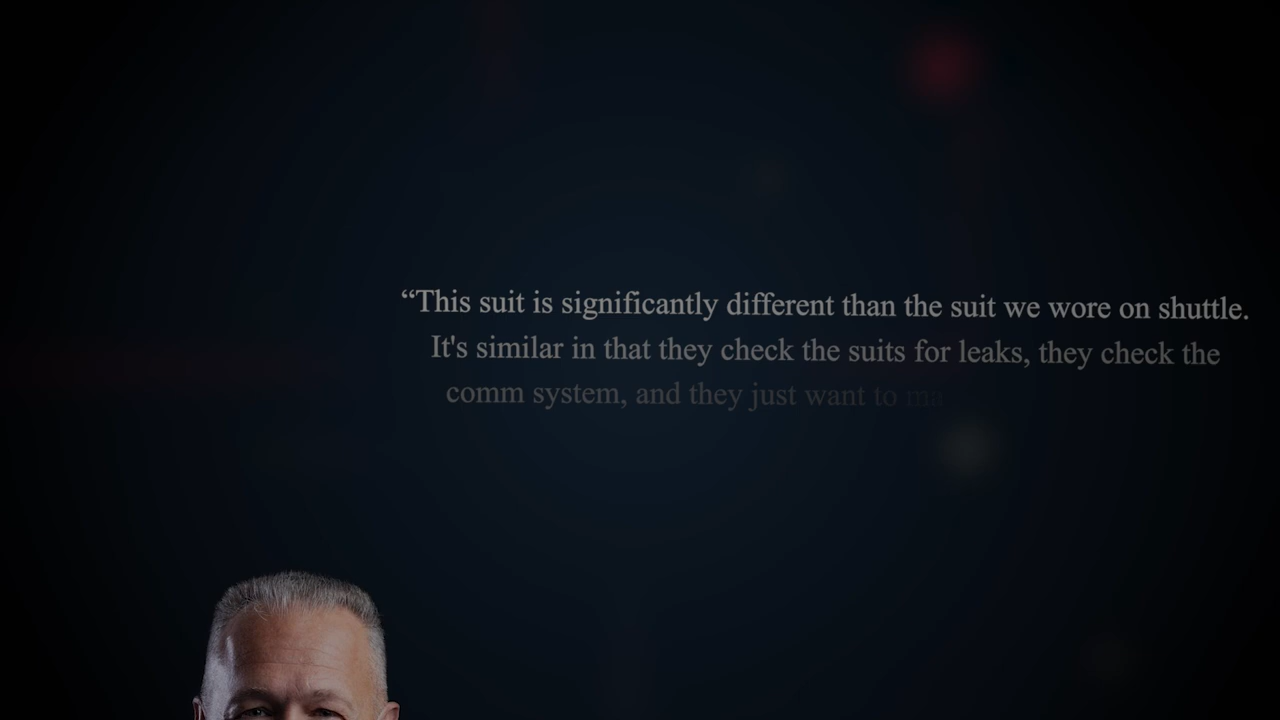 “This suit is significantly different than the suit we wore on shuttle.
It's similar in that they check the suits for leaks, they check the
comm system, and they just want to